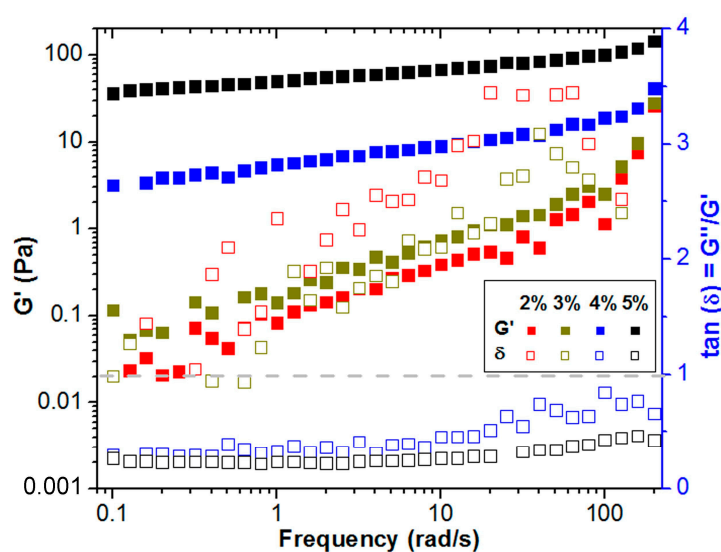 100
10
1
0.1
0.01
0.001
G' (Pa)
0.1 1 10 100
Frequency (rad/s)
4
3
2
1
0
tan (δ) = G''/G'
2% 3% 4% 5%
G'
δ